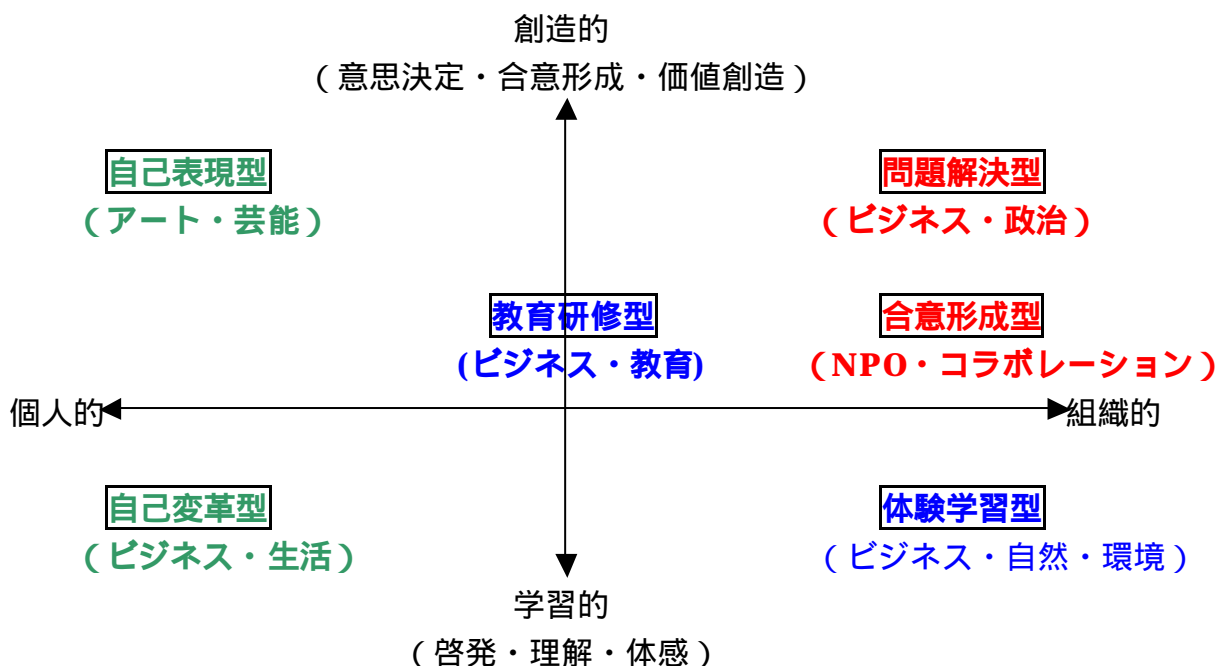 創造的
(意思決定・合意形成・価値創造)
自己表現型
問題解決型
(アート・芸能)
(ビジネス・政治)
教育研修型
合意形成型
(ビジネス・教育)
(NPO・コラボレーション)
個人的
組織的
自己変革型
体験学習型
(ビジネス・生活)
(ビジネス・自然・環境)
学習的
(啓発・理解・体感)